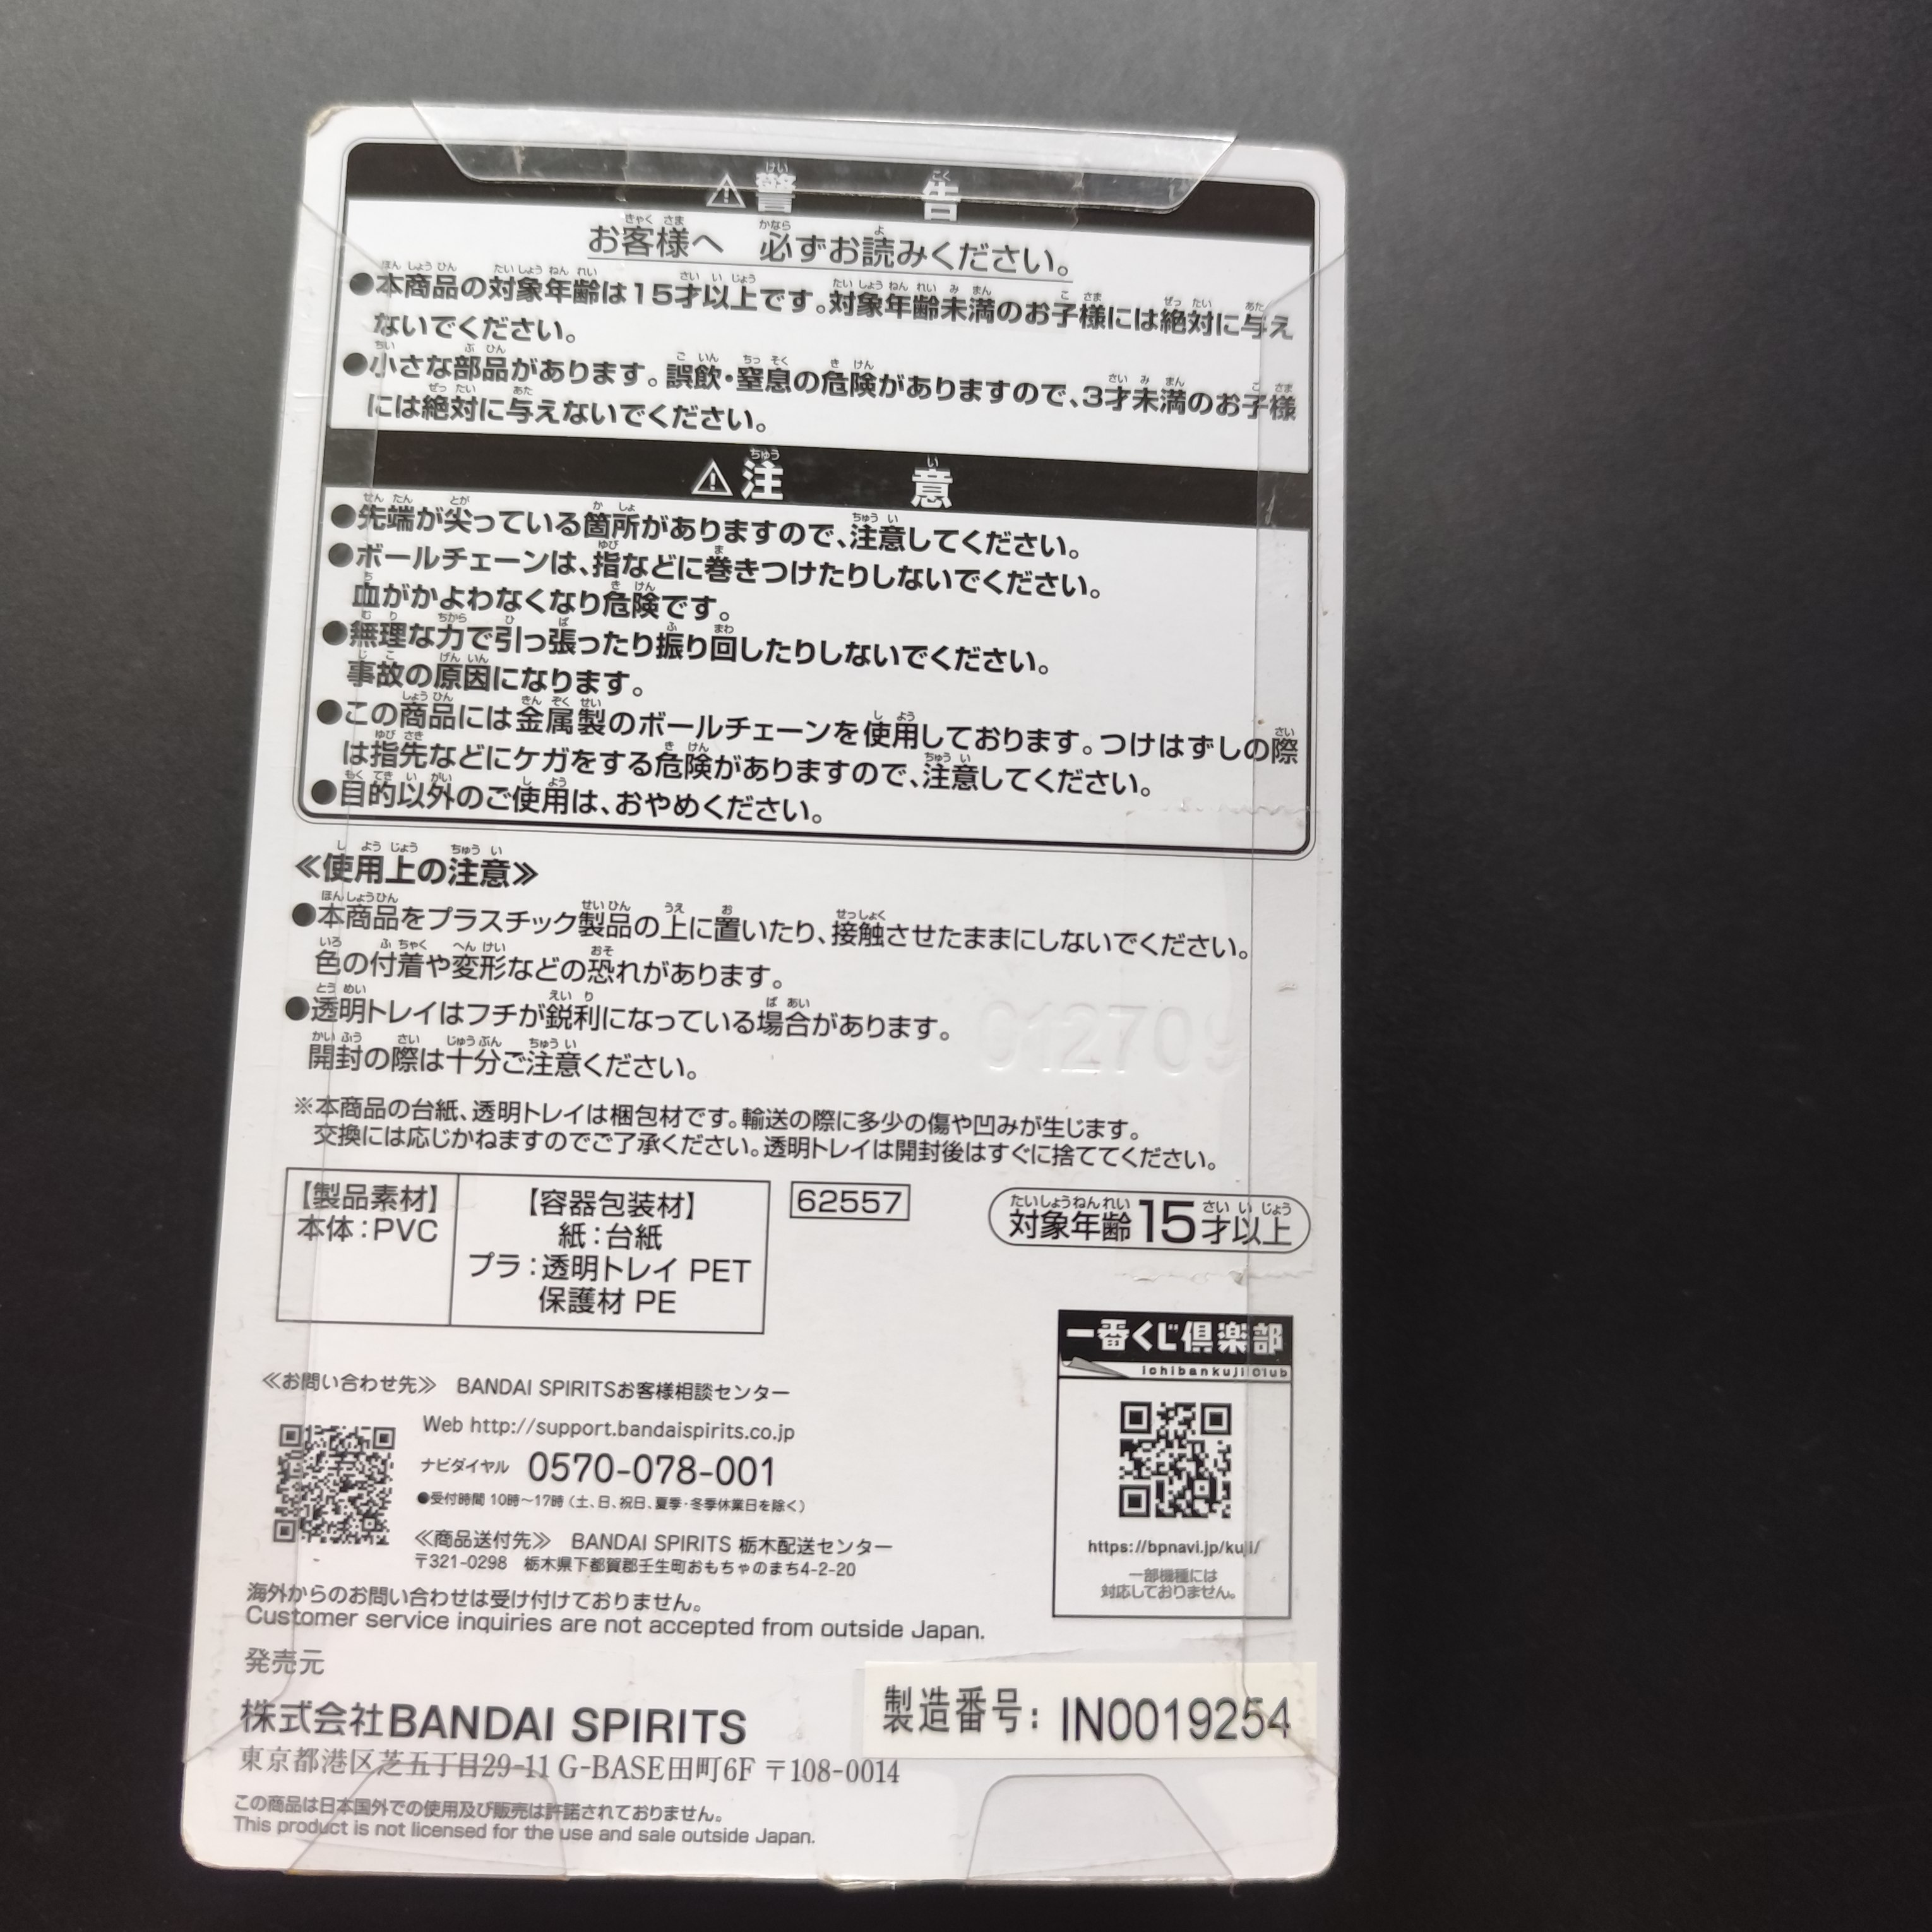 ⚠警告
お客様へ 必ずお読みください。
●本商品の対象年齢は15才以上です。対象年齢未満のお子様には絶対に与え
ないでください。
●小さな部品があります。誤飲・窒息の危険がありますので、3才未満のお子様
には絶対に与えないでください。
⚠注意
●先端が尖っている箇所がありますので、注意してください。
●ボールチェーンは、指などに巻きつけたりしないでください。
血がかよわなくなり危険です。
●無理な力で引っ張ったり振り回したりしないでください。
事故の原因になります。
●この商品には金属製のボールチェーンを使用しております。つけはずしの際
は指先などにケガをする危険がありますので、注意してください。
●目的以外のご使用は、おやめください。
≪使用上の注意≫
●本商品をプラスチック製品の上に置いたり、接触させたままにしないでください。
色の付着や変形などの恐れがあります。
●透明トレイはフチが鋭利になっている場合があります。
開封の際は十分ご注意ください。
※本商品の台紙、透明トレイは梱包材です。輸送の際に多少の傷や凹みが生じます。
交換には応じかねますのでご了承ください。透明トレイは開封後はすぐに捨ててください。
【製品素材】
本体:PVC
【容器包装材】
紙:台紙
プラ:透明トレイ PET
保護材 PE
62557
対象年齢15才以上
一番くじ倶楽部
ichibankuji Club
https://bpnavi.jp/kuji/
一部機種には
対応しておりません。
≪お問い合わせ先≫ BANDAI SPIRITSお客様相談センター
Web http://support.bandaispirits.co.jp
ナビダイヤル 0570-078-001
●受付時間 10時～17時(土、日、祝日、夏季・冬季休業日を除く)
≪商品送付先≫ BANDAI SPIRITS 栃木配送センター
〒321-0298 栃木県下都賀郡壬生町おもちゃのまち4-2-20
海外からのお問い合わせは受け付けておりません。
Customer service inquiries are not accepted from outside Japan.
発売元
株式会社BANDAI SPIRITS
東京都港区芝五丁目29-11 G-BASE田町6F 〒108-0014
製造番号: IN0019254
この商品は日本国外での使用及び販売は許諾されておりません。
This product is not licensed for the use and sale outside Japan.